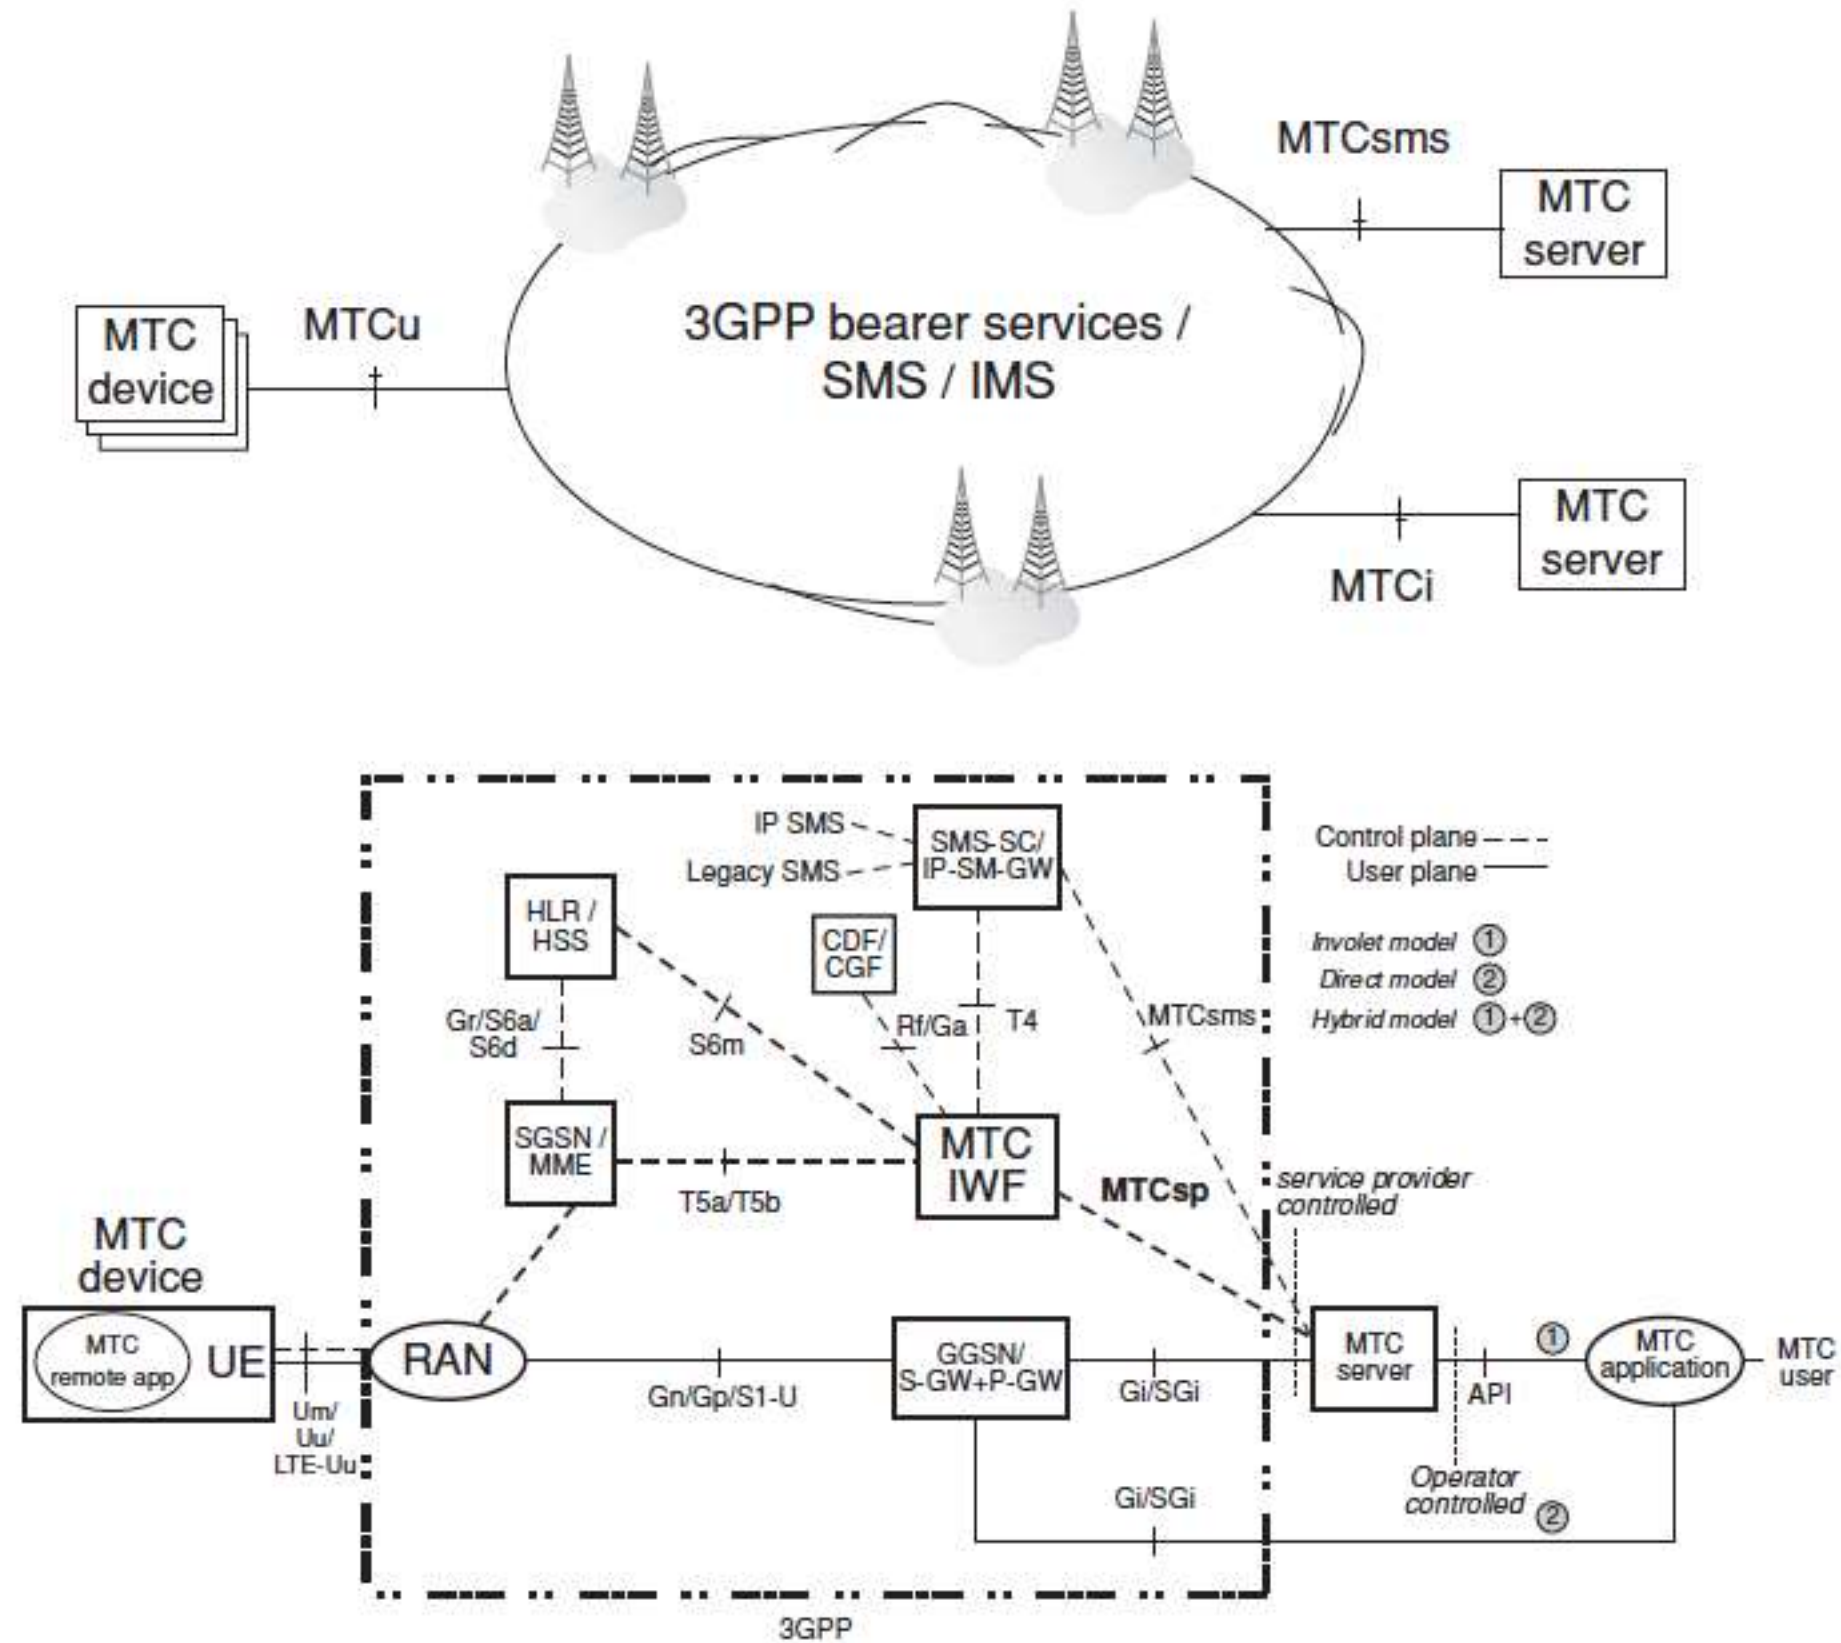 MTCsms
MTC
server
MTC
device
MTCu
3GPP bearer services /
SMS / IMS
MTC
server
MTCi
IP SMS
Legacy SMS
SMS-SC/
IP-SM-GW
Control plane
User plane
HLR /
HSS
CDF/
CGF
Involet model 1
Direct model 2
Hybrid model 1+2
Gr/S6a/
S6d
S6m
Rf/Ga
T4
MTCsms
SGSN /
MME
T5a/T5b
MTC
IWF
MTCsp
service provider
controlled
MTC
device
MTC
remote app
UE
RAN
Um/
Uu/
LTE-Uu
Gn/Gp/S1-U
GGSN/
S-GW+P-GW
Gi/SGi
MTC
server
API
1
MTC
application
MTC
user
Operator
controlled 2
Gi/SGi
3GPP